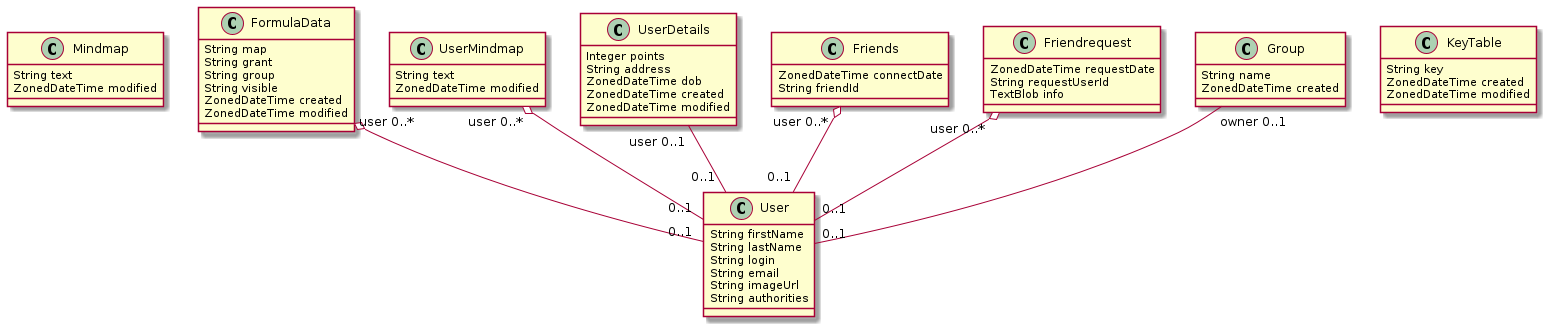 C Mindmap
String text
ZonedDateTime modified
C FormulaData
String map
String grant
String group
String visible
ZonedDateTime created
ZonedDateTime modified
C UserMindmap
String text
ZonedDateTime modified
C UserDetails
Integer points
String address
ZonedDateTime dob
ZonedDateTime created
ZonedDateTime modified
C Friends
ZonedDateTime connectDate
String friendId
C Friendrequest
ZonedDateTime requestDate
String requestUserId
TextBlob info
C Group
String name
ZonedDateTime created
C KeyTable
String key
ZonedDateTime created
ZonedDateTime modified
user 0..*
user 0..*
user 0..1
user 0..*
user 0..*
owner 0..1
0..1
0..1
0..1
0..1
0..1
0..1
C User
String firstName
String lastName
String login
String email
String imageUrl
String authorities